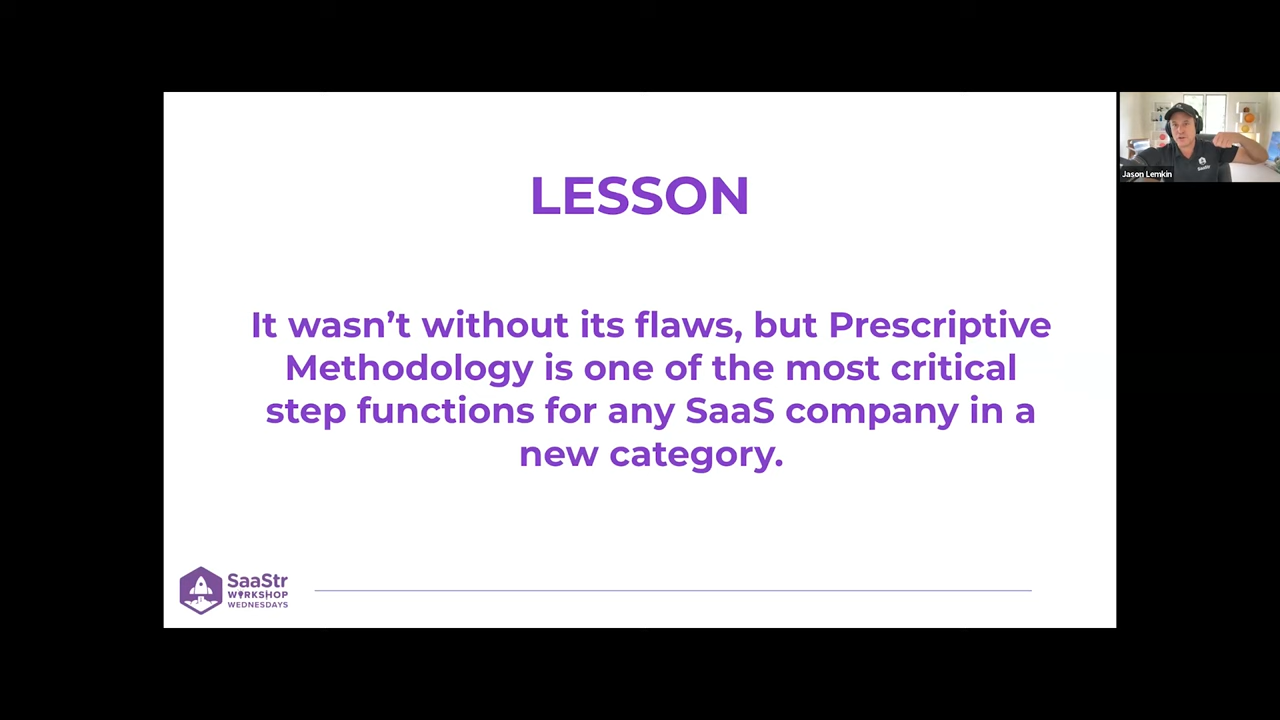 LESSON
It wasn’t without its flaws, but Prescriptive
Methodology is one of the most critical
step functions for any SaaS company in a
new category.
SaaStr
WORKSHOP
WEDNESDAYS
Jason Lemkin
SaaStr